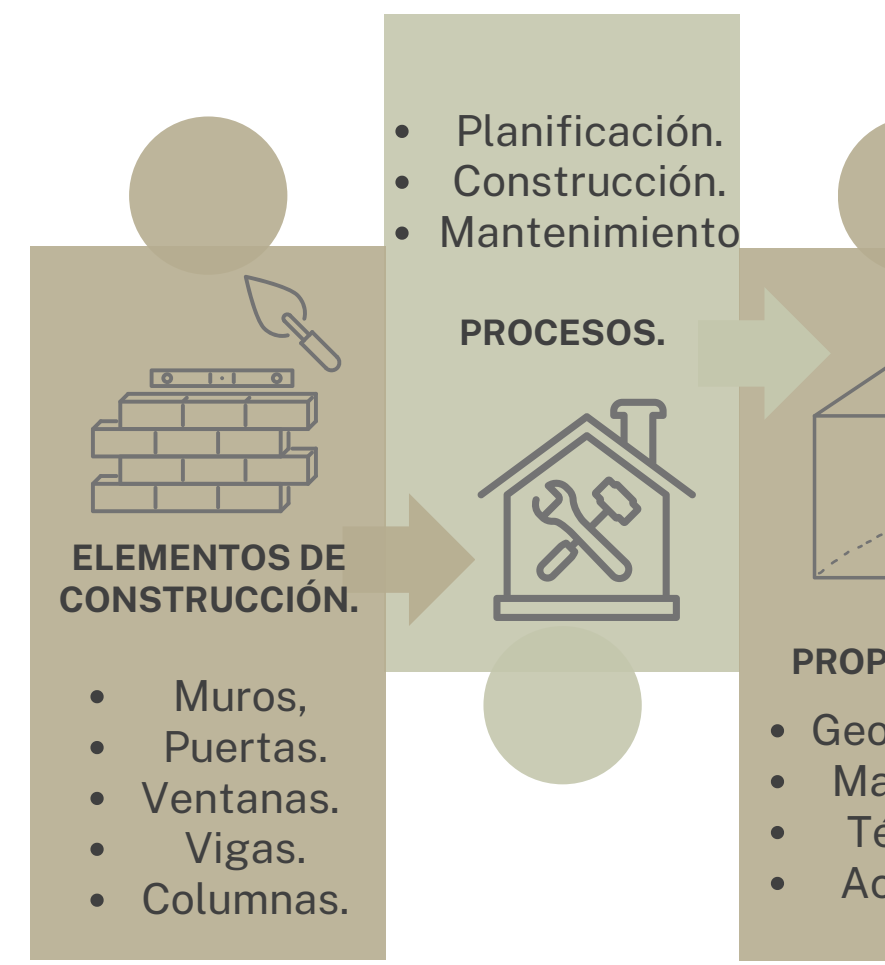 ELEMENTOS DE
CONSTRUCCIÓN.
• Muros,
• Puertas.
• Ventanas.
• Vigas.
• Columnas.
• Planificación.
• Construcción.
• Mantenimiento
PROCESOS.